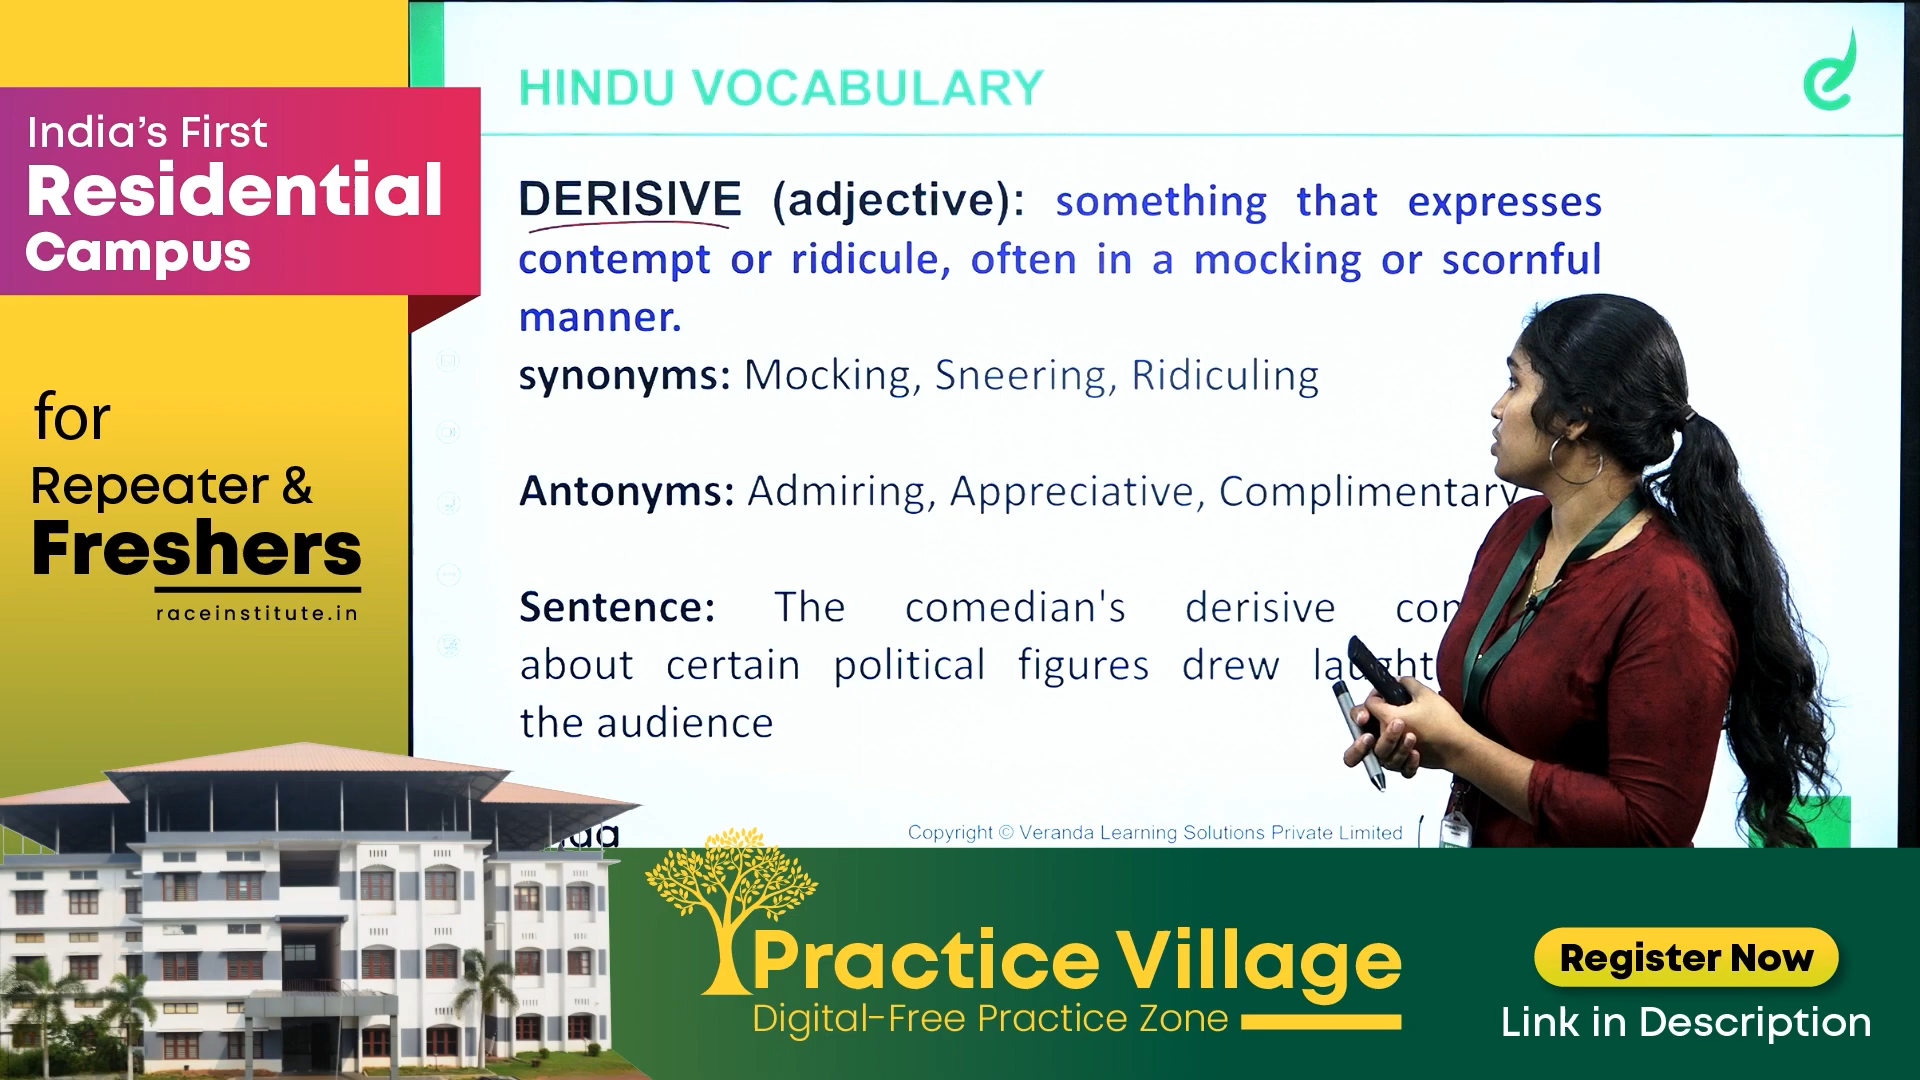 India's First
Residential
Campus
for
Repeater &
Freshers
raceinstitute.in
HINDU VOCABULARY
DERISIVE (adjective): something that expresses
contempt or ridicule, often in a mocking or scornful
manner.
synonyms: Mocking, Sneering, Ridiculing
Antonyms: Admiring, Appreciative, Complimentary
Sentence: The comedian's derisive
about certain political figures drew
the audience
Copyright © Veranda Learning Solutions Private Limited
Practice Village
Digital-Free Practice Zone
Register Now
Link in Description